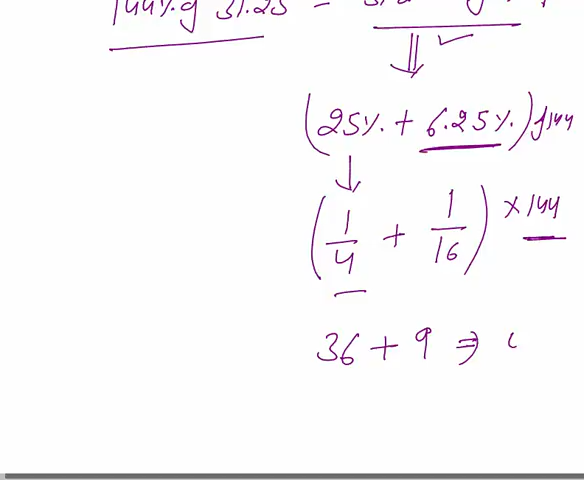 144% of 31.25 =
(25% + 6.25%) of 144
(1/4 + 1/16) × 144
36 + 9 ⇒